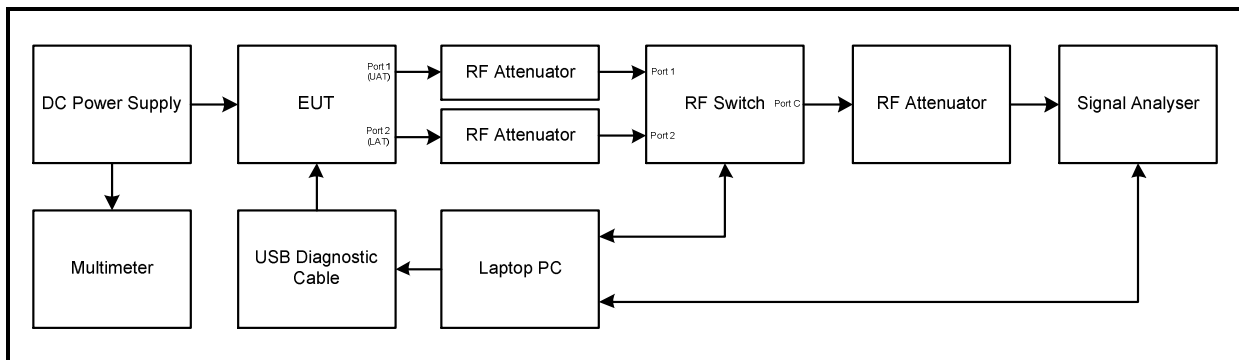 DC Power Supply
EUT
Port 1
(UAT)
Port 2
(LAT)
RF Attenuator
RF Attenuator
Port 1
RF Switch
Port C
Port 2
RF Attenuator
Signal Analyser
Multimeter
USB Diagnostic
Cable
Laptop PC